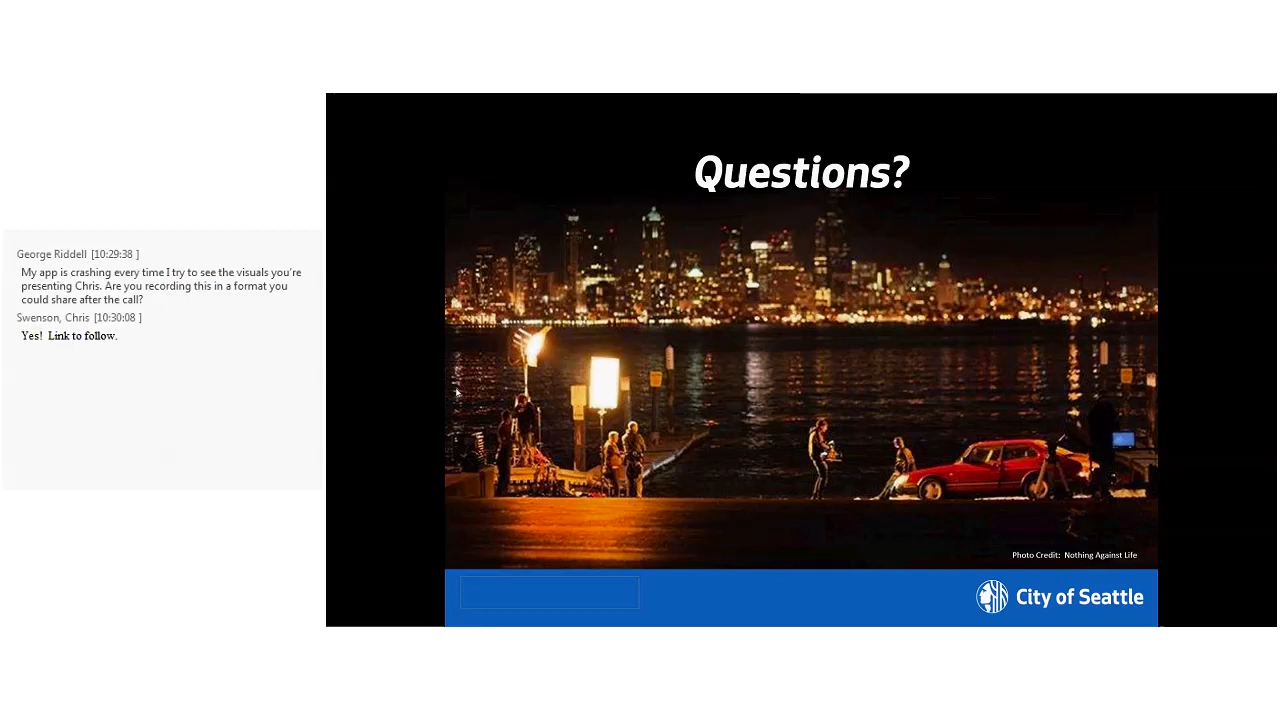 George Riddell [10:29:38 ]
My app is crashing every time I try to see the visuals you're
presenting Chris. Are you recording this in a format you
could share after the call?
Swenson, Chris [10:30:08 ]
Yes!  Link to follow.
Questions?
Photo Credit:  Nothing Against Life
City of Seattle